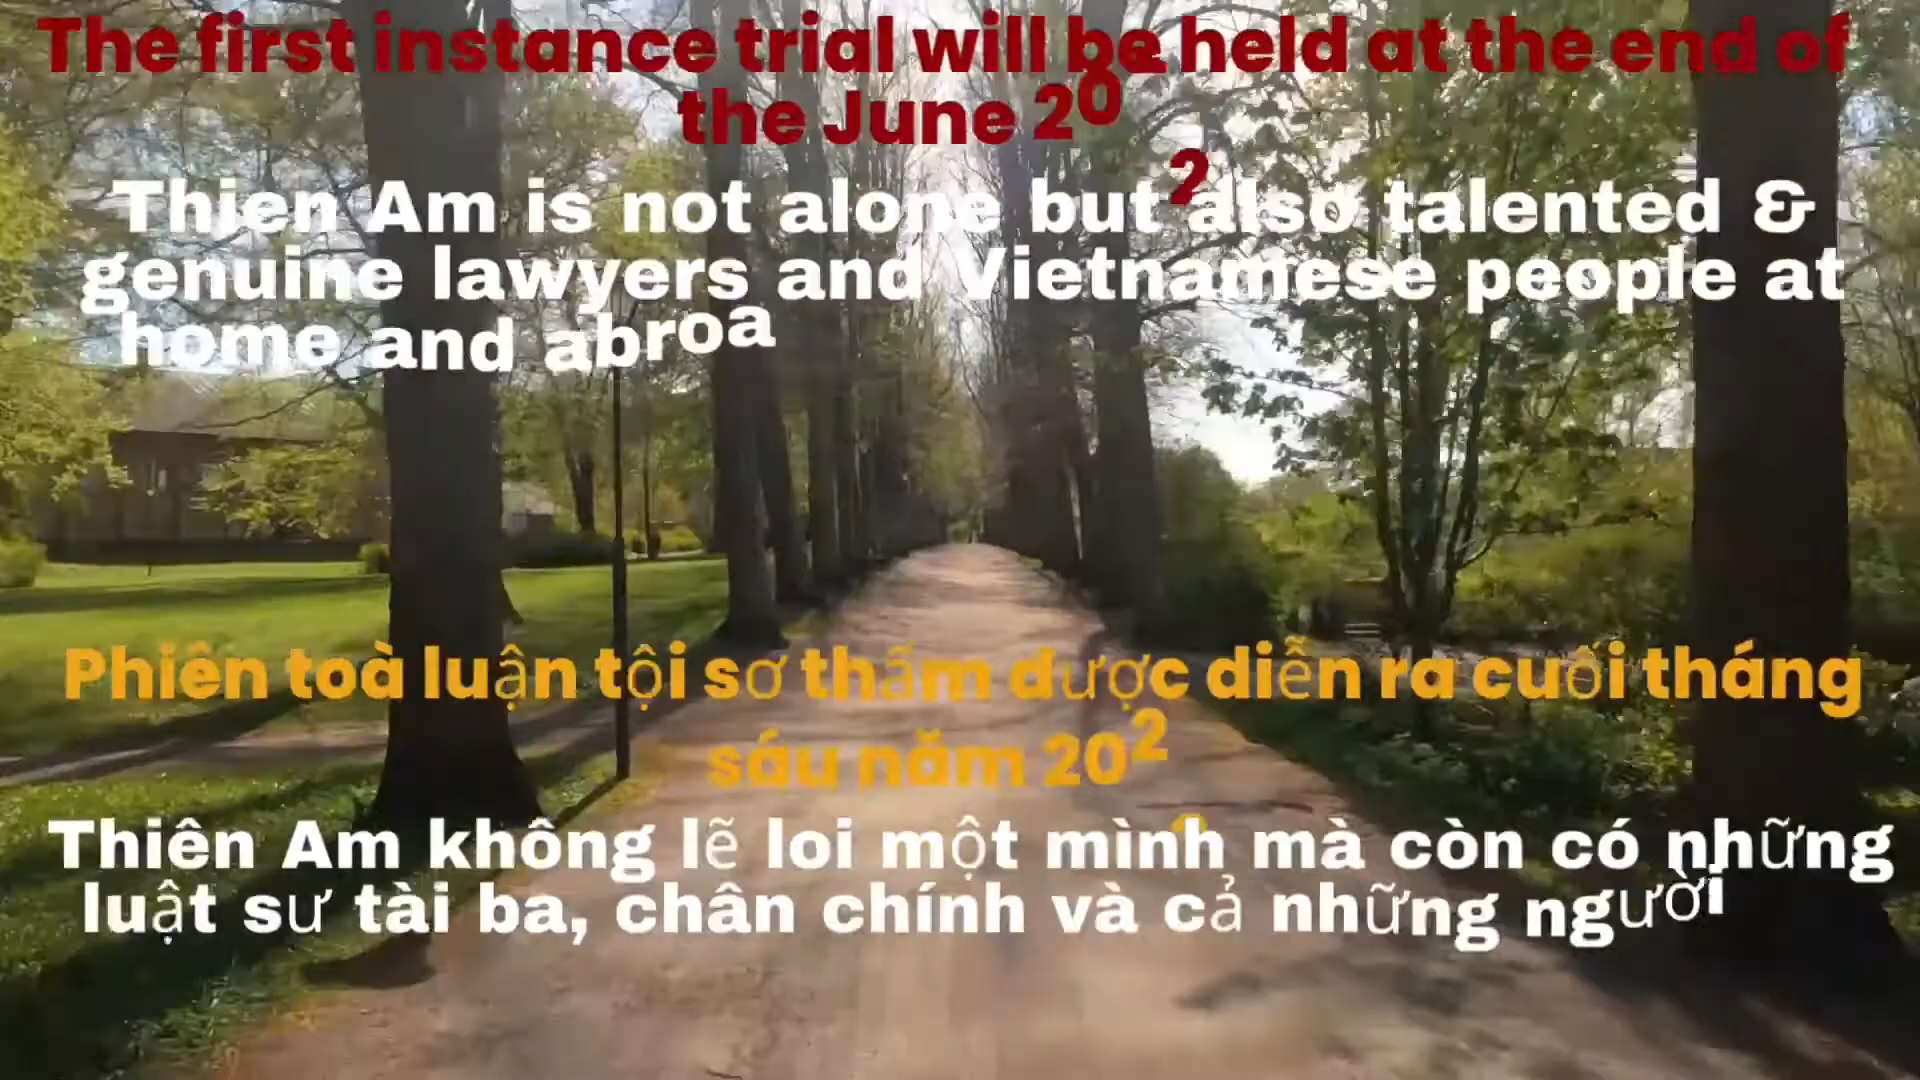 The first instance trial will be held at the end of
the June 202
Thien Am is not alone but also talented &
genuine lawyers and Vietnamese people at
home and abroa
Phiên toà luận tội sơ thẩm được diễn ra cuối tháng
sáu năm 202
Thiên Am không lẽ loi một mình mà còn có những
luật sư tài ba, chân chính và cả những người